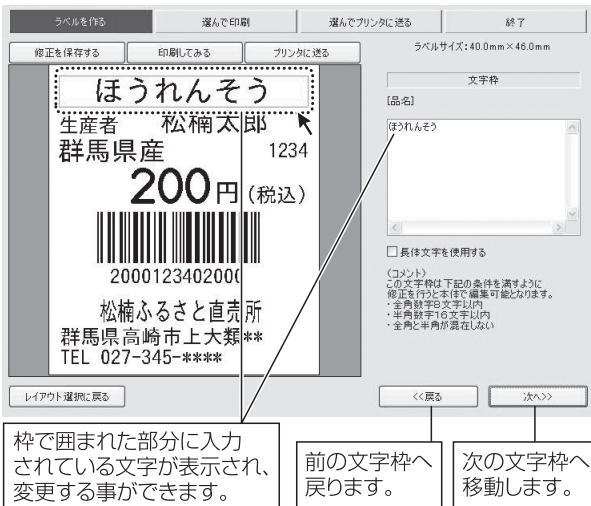 ラベルを作る
選んで印刷
選んでプリンタに送る
終了
修正を保存する
印刷してみる
プリンタに送る
ラベルサイズ:40.0mm×46.0mm
ほうれんそう
生産者 松楠太郎
群馬県産 1234
200円(税込)
2000123402000
松楠ふるさと直売所
群馬県高崎市上大類**
TEL 027-345-****
文字枠
[品名]
ほうれんそう
長体文字を使用する
(コメント)
この文字枠は下記の条件を満すように
修正を行うと本体で編集可能となります。
・全角数字8文字以内
・半角数字16文字以内
・全角と半角が混在しない
レイアウト選択に戻る
<<戻る
次へ>>
枠で囲まれた部分に入力
されている文字が表示され、
変更する事ができます。
前の文字枠へ
戻ります。
次の文字枠へ
移動します。